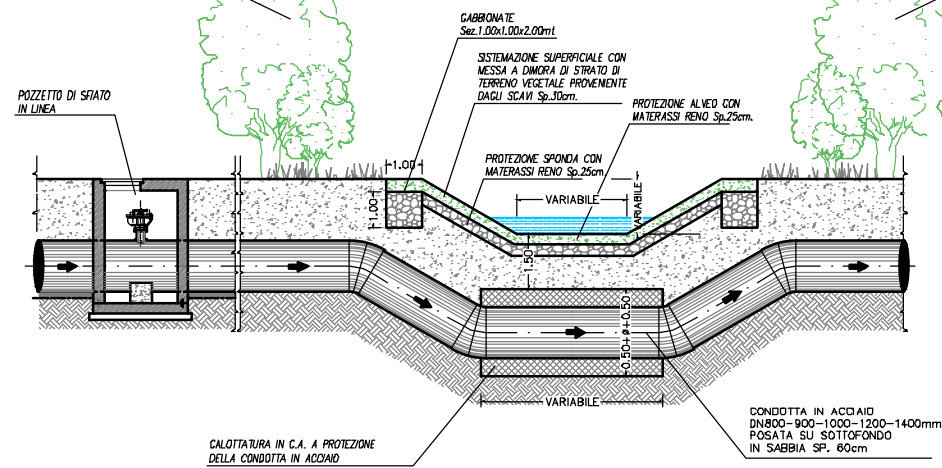 GABBIONATE
Sez.1.00x1.00x2.00mt
SISTEMAZIONE SUPERFICIALE CON
MESSA A DIMORA DI STRATO DI
TERRENO VEGETALE PROVENIENTE
DAGLI SCAVI Sp.30cm.
POZZETTO DI SFIATO
IN LINEA
PROTEZIONE ALVEO CON
MATERASSI RENO Sp.25cm.
PROTEZIONE SPONDA CON
MATERASSI RENO Sp.25cm.
1.00
1.00
VARIABILE
VARIABILE
1.50
0.50+ø+0.50
VARIABILE
CALOTTATURA IN C.A. A PROTEZIONE
DELLA CONDOTTA IN ACCIAIO
CONDOTTA IN ACCIAIO
DN800-900-1000-1200-1400mm
POSATA SU SOTTOFONDO
IN SABBIA SP. 60cm